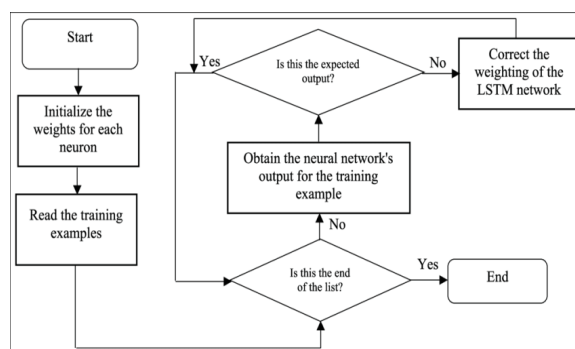 Start
Initialize the
weights for each
neuron
Read the training
examples
Yes
Is this the expected
output?
No
Correct the
weighting of the
LSTM network
Obtain the neural network's
output for the training
example
No
Is this the end
of the list?
Yes
End